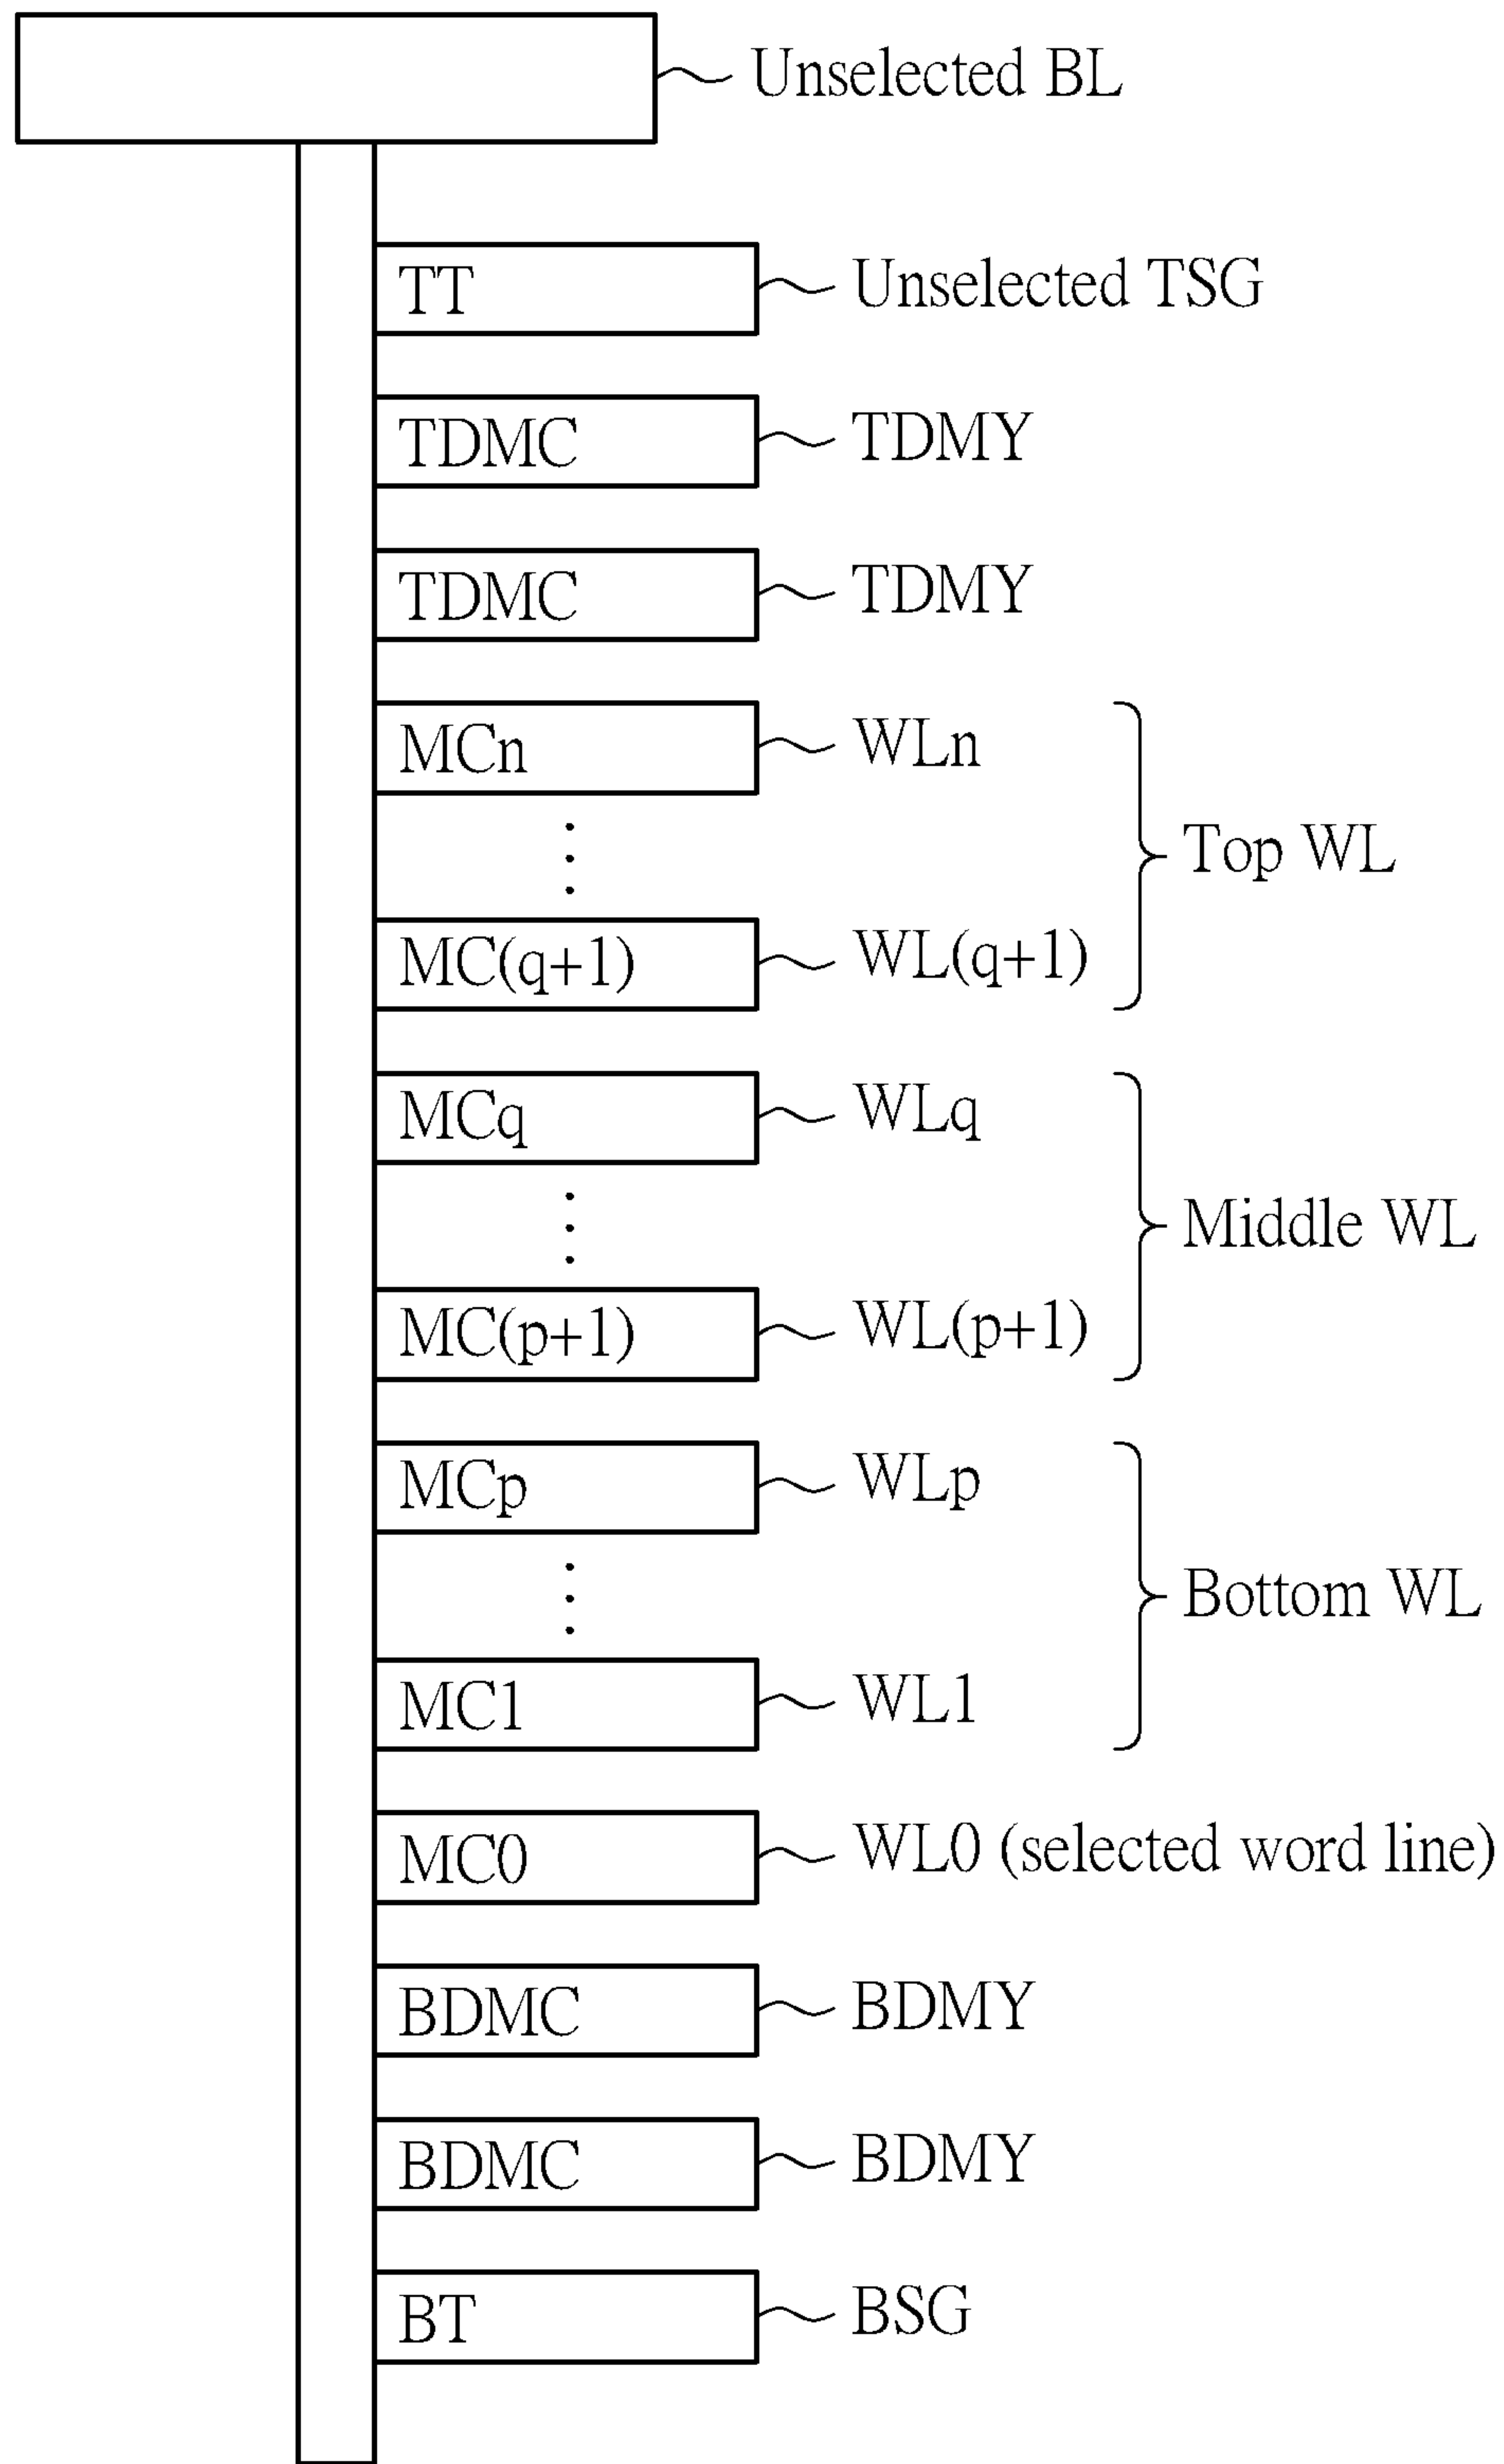 Unselected BL
TT Unselected TSG
TDMC TDMY
TDMC TDMY
MCn WLn
Top WL
MC(q+1) WL(q+1)
MCq WLq
Middle WL
MC(p+1) WL(p+1)
MCp WLp
Bottom WL
MC1 WL1
MC0 WL0 (selected word line)
BDMC BDMY
BDMC BDMY
BT BSG